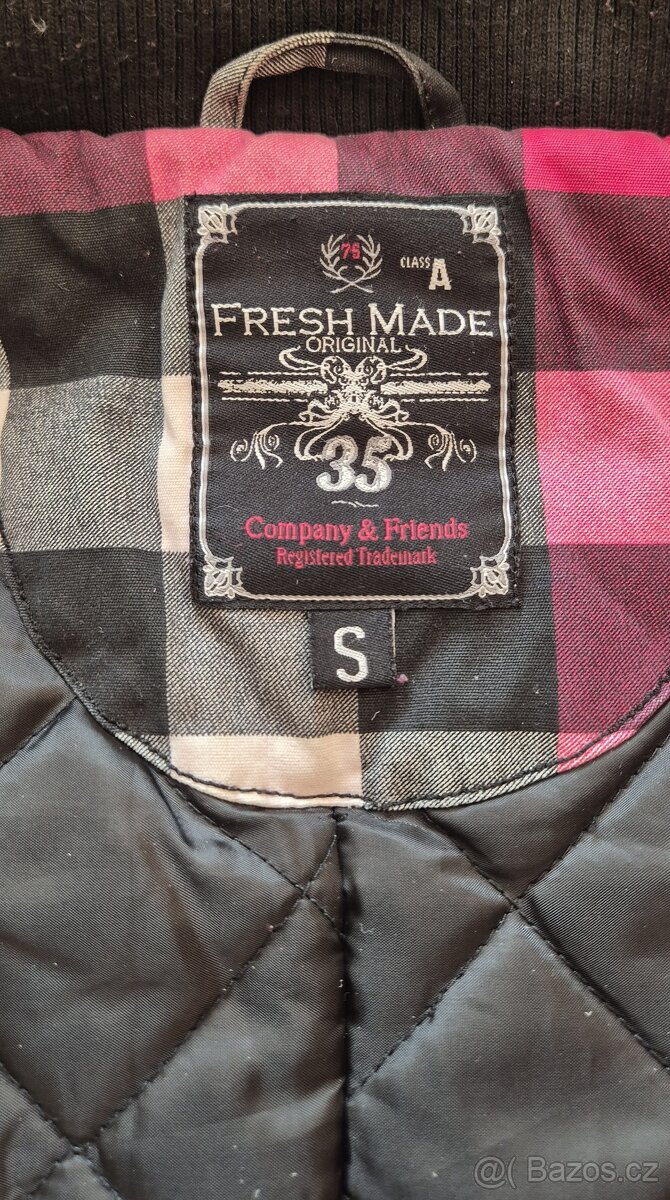 75
CLASS A
FRESH MADE
ORIGINAL
35
Company & Friends
Registered Trademark
S
@( Bazos.cz